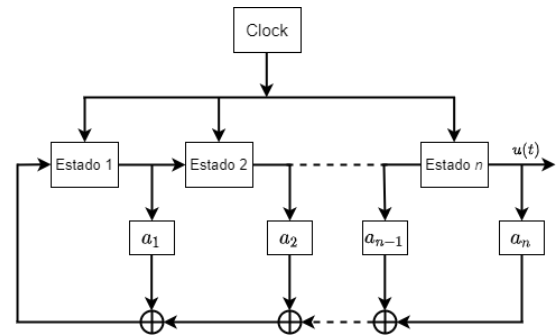 Clock
Estado 1
Estado 2
Estado n
u(t)
a₁
a₂
aₙ₋₁
aₙ